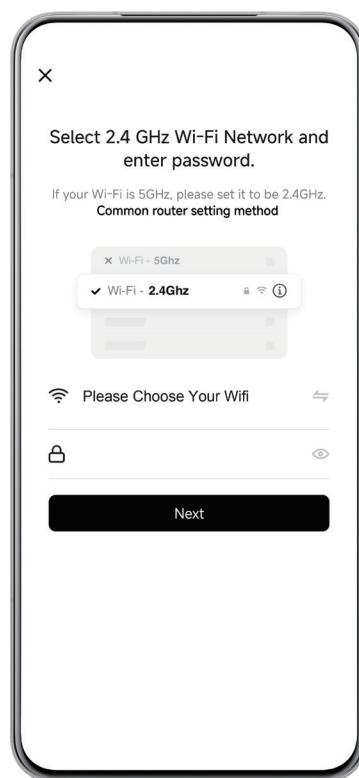 Select 2.4 GHz Wi-Fi Network and
enter password.
If your Wi-Fi is 5GHz, please set it to be 2.4GHz.
Common router setting method
Wi-Fi - 5Ghz
Wi-Fi - 2.4Ghz
Please Choose Your Wifi
Next